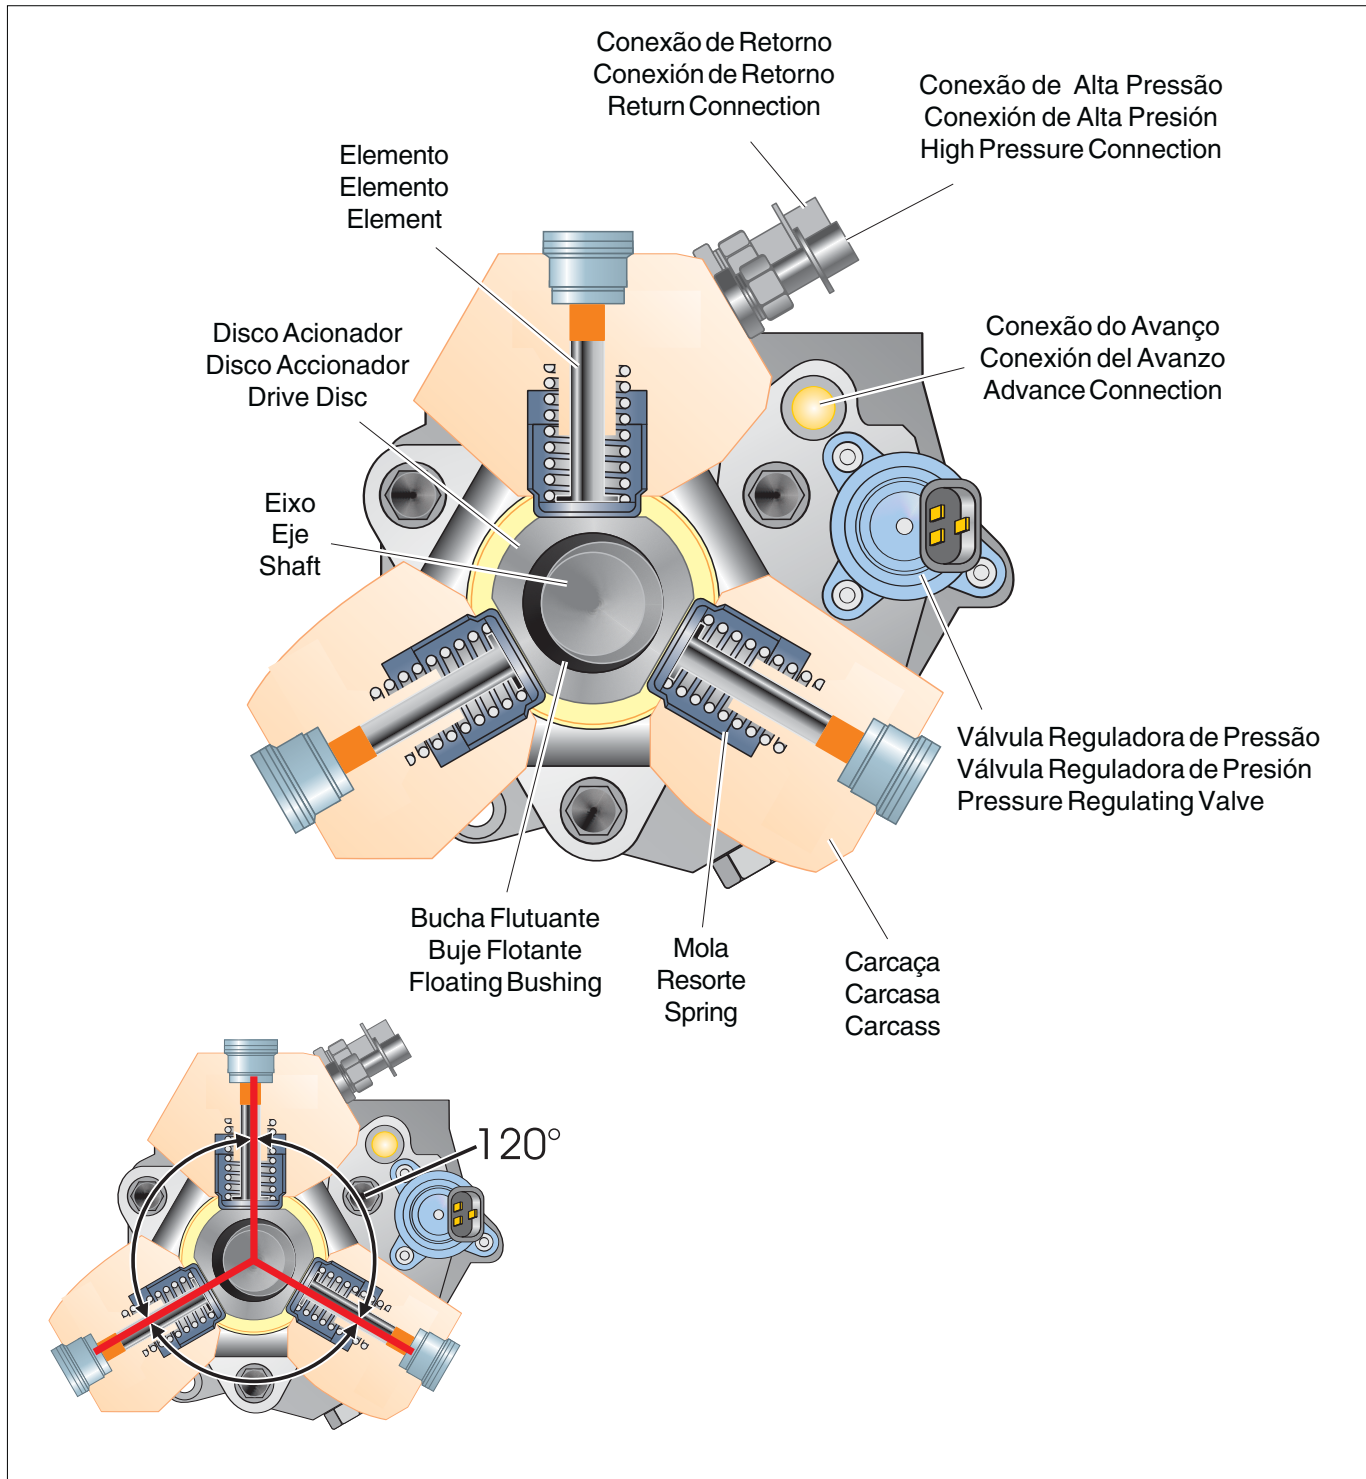 Conexão de Retorno
Conexión de Retorno
Return Connection
Conexão de Alta Pressão
Conexión de Alta Presión
High Pressure Connection
Elemento
Elemento
Element
Disco Acionador
Disco Accionador
Drive Disc
Conexão do Avanço
Conexión del Avanzo
Advance Connection
Eixo
Eje
Shaft
Válvula Reguladora de Pressão
Válvula Reguladora de Presión
Pressure Regulating Valve
Bucha Flutuante
Buje Flotante
Floating Bushing
Mola
Resorte
Spring
Carcaça
Carcasa
Carcass
120°